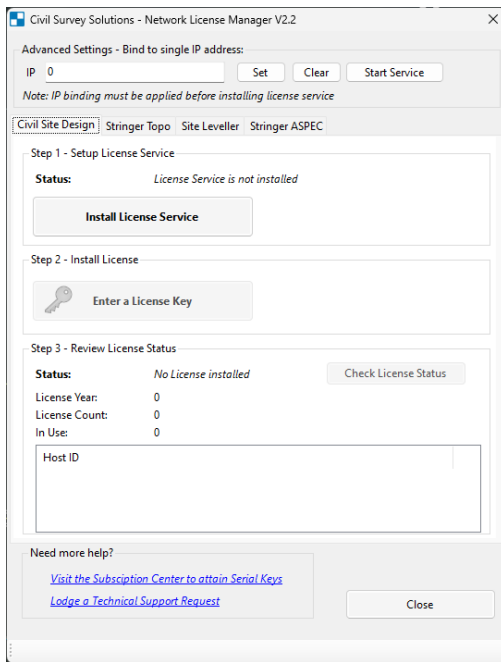 Civil Survey Solutions - Network License Manager V2.2
Advanced Settings - Bind to single IP address:
IP 0 Set Clear Start Service
Note: IP binding must be applied before installing license service
Civil Site Design Stringer Topo Site Leveller Stringer ASPEC
Step 1 - Setup License Service
Status: License Service is not installed
Install License Service
Step 2 - Install License
Enter a License Key
Step 3 - Review License Status
Status: No License installed Check License Status
License Year: 0
License Count: 0
In Use: 0
Host ID
Need more help?
Visit the Subsciption Center to attain Serial Keys
Lodge a Technical Support Request
Close